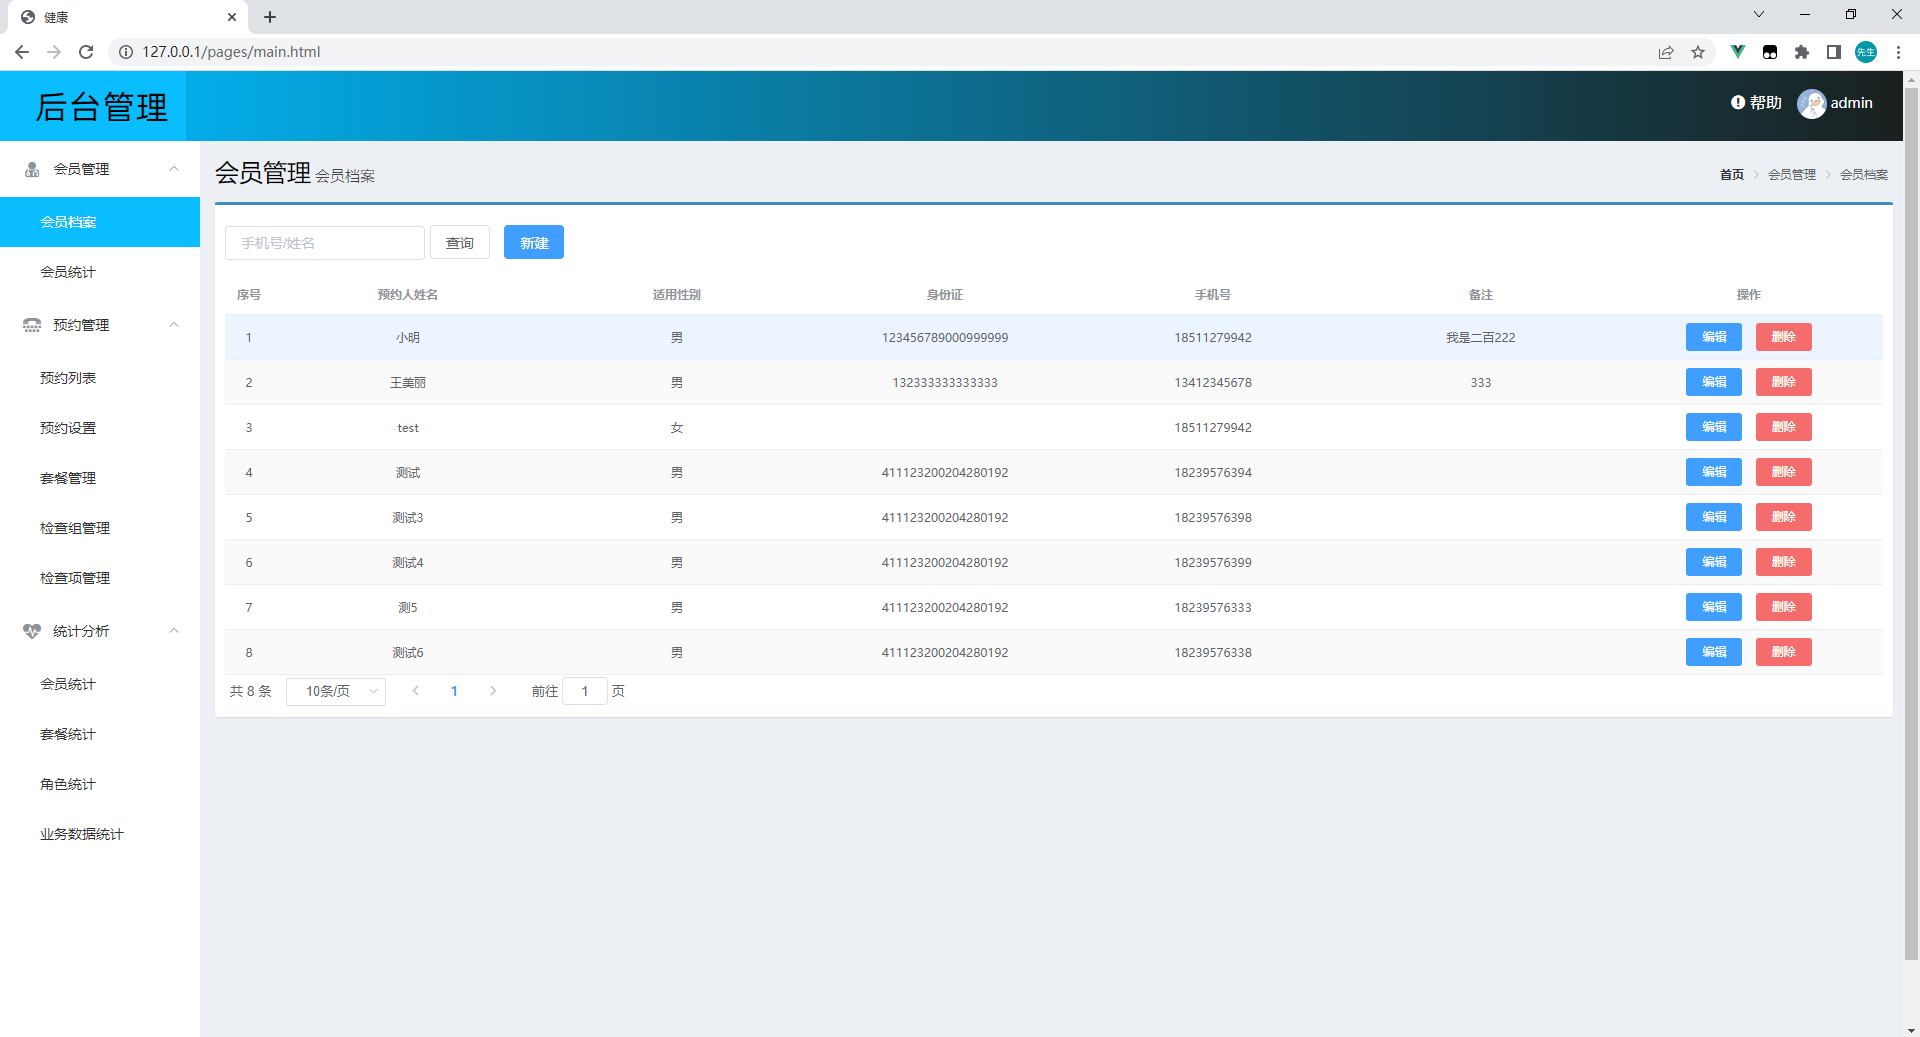 健康
127.0.0.1/pages/main.html
先生
后台管理
帮助
admin
会员管理
会员档案
会员统计
预约管理
预约列表
预约设置
套餐管理
检查组管理
检查项管理
统计分析
会员统计
套餐统计
角色统计
业务数据统计
会员管理 会员档案
首页 会员管理 会员档案
手机号/姓名 查询 新建
序号 预约人姓名 适用性别 身份证 手机号 备注 操作
1 小明 男 123456789000999999 18511279942 我是二百222 编辑 删除
2 王美丽 男 132333333333333 13412345678 333 编辑 删除
3 test 女 18511279942 编辑 删除
4 测试 男 411123200204280192 18239576394 编辑 删除
5 测试3 男 411123200204280192 18239576398 编辑 删除
6 测试4 男 411123200204280192 18239576399 编辑 删除
7 测5 男 411123200204280192 18239576333 编辑 删除
8 测试6 男 411123200204280192 18239576338 编辑 删除
共 8 条 10条/页 1 前往 1 页